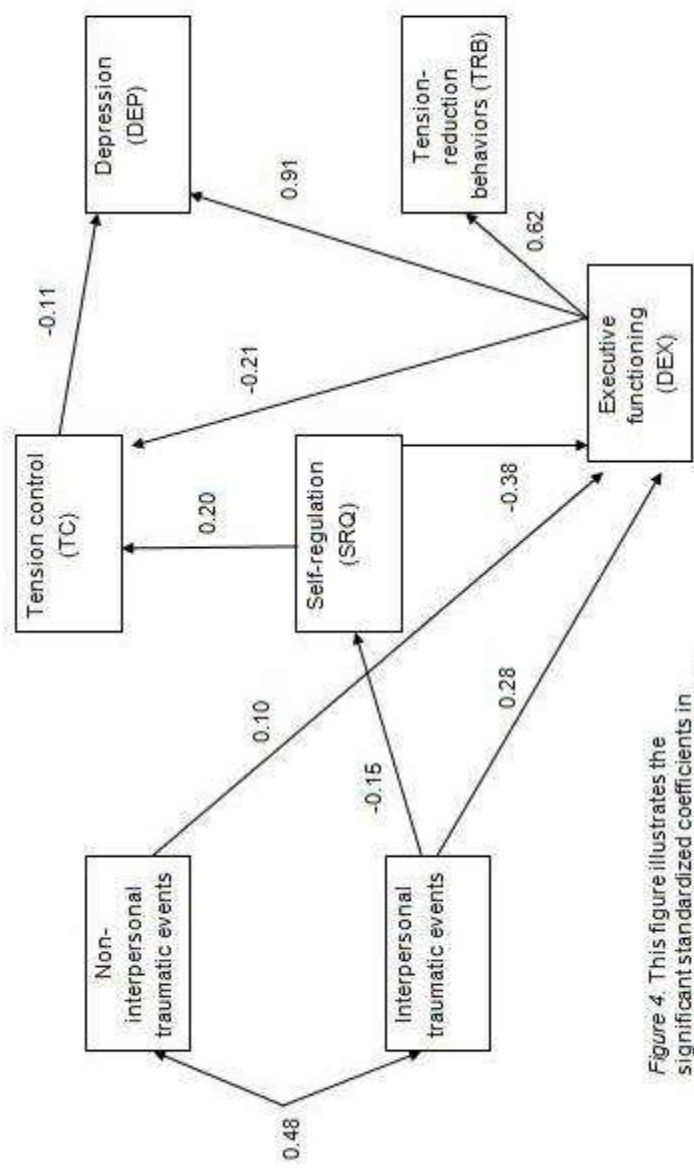 Non-
interpersonal
traumatic events
Interpersonal
traumatic events
0.48
Tension control
(TC)
Self-regulation
(SRQ)
Depression
(DEP)
Tension-
reduction
behaviors (TRB)
Executive
functioning
(DEX)
-0.11
0.91
-0.21
0.20
0.62
0.10
-0.38
-0.15
0.28
Figure 4. This figure illustrates the
significant standardized coefficients in